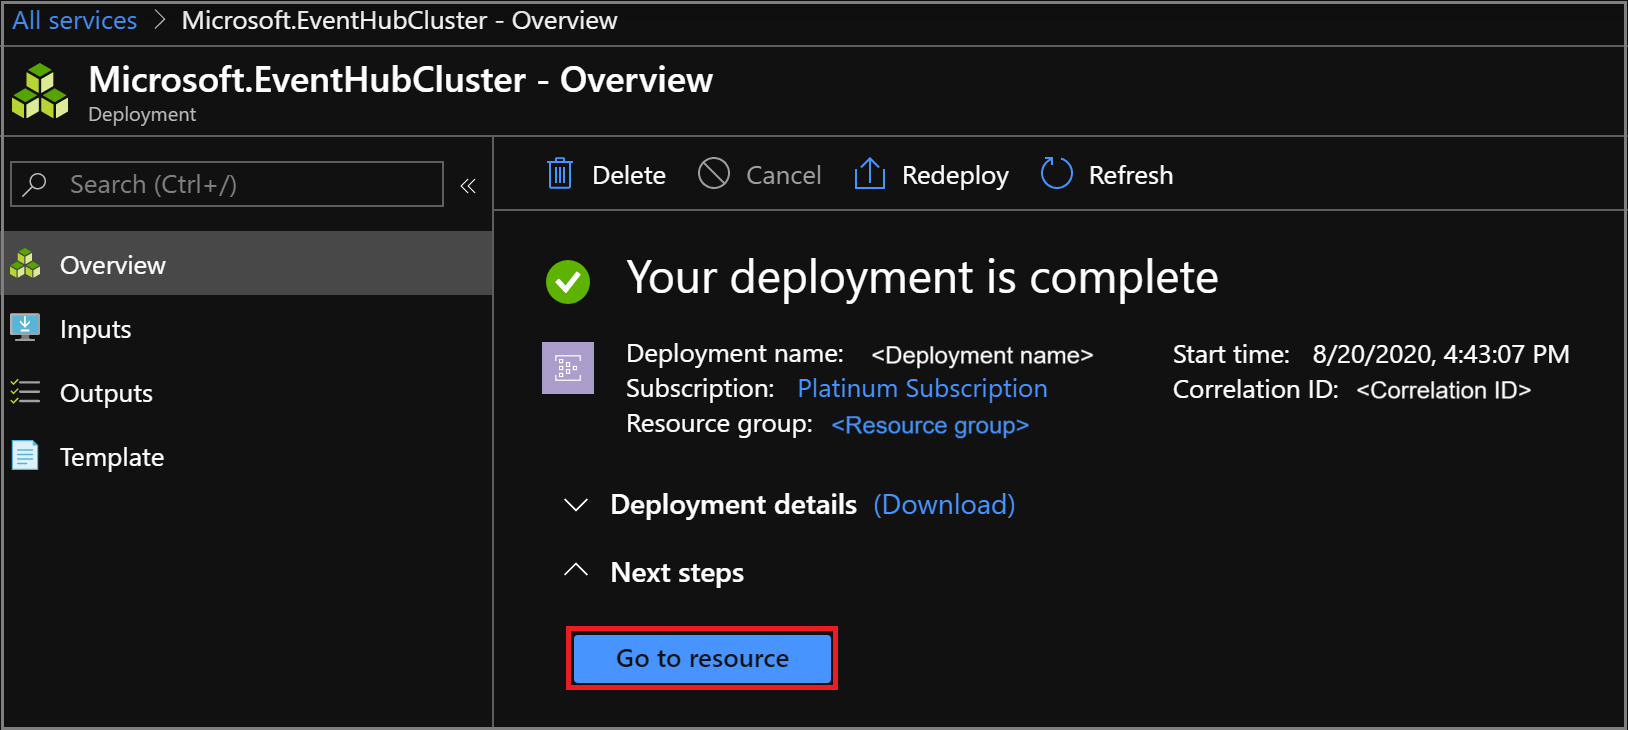 All services > Microsoft.EventHubCluster - Overview
Microsoft.EventHubCluster - Overview
Deployment
Search (Ctrl+/)
«
Overview
Inputs
Outputs
Template
Delete
Cancel
Redeploy
Refresh
Your deployment is complete
Deployment name: <Deployment name>
Subscription: Platinum Subscription
Resource group: <Resource group>
Start time: 8/20/2020, 4:43:07 PM
Correlation ID: <Correlation ID>
Deployment details (Download)
Next steps
Go to resource